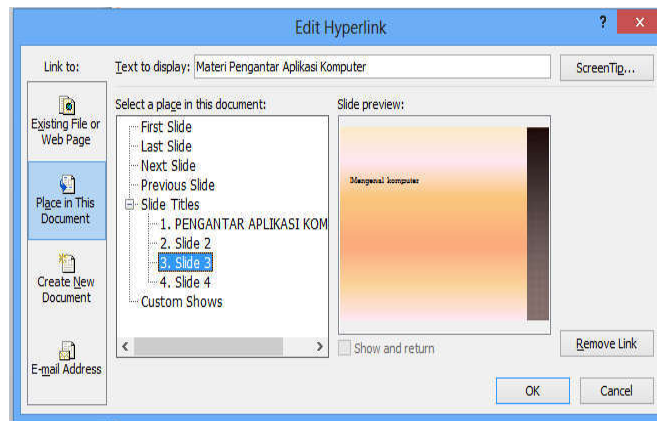 Edit Hyperlink
?
Link to:
Text to display: Materi Pengantar Aplikasi Komputer
ScreenTip...
Existing File or
Web Page
Place in This
Document
Create New
Document
E-mail Address
Select a place in this document:
First Slide
Last Slide
Next Slide
Previous Slide
Slide Titles
1. PENGANTAR APLIKASI KOM
2. Slide 2
3. Slide 3
4. Slide 4
Custom Shows
Slide preview:
Mengenal komputer
Show and return
Remove Link
OK
Cancel